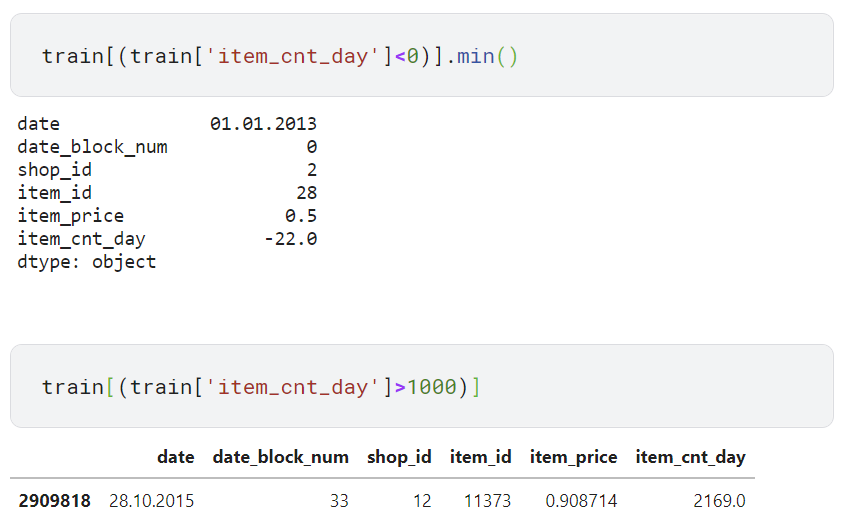 train[(train['item_cnt_day']<0)].min()
date 01.01.2013
date_block_num 0
shop_id 2
item_id 28
item_price 0.5
item_cnt_day -22.0
dtype: object
train[(train['item_cnt_day']>1000)]
date date_block_num shop_id item_id item_price item_cnt_day
2909818 28.10.2015 33 12 11373 0.908714 2169.0